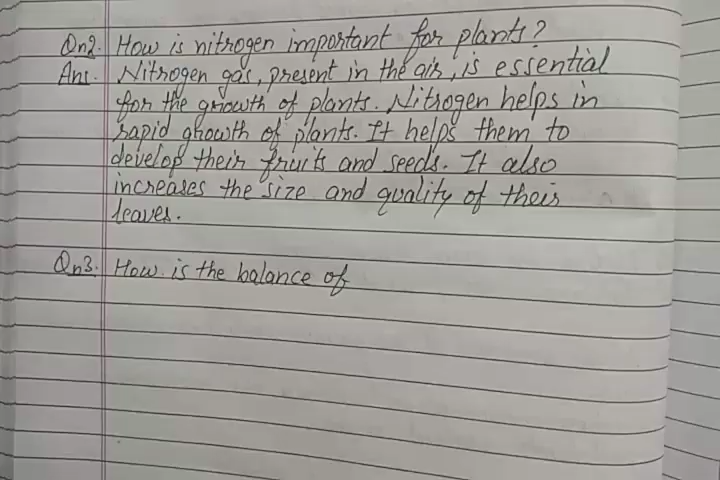 Qn2. How is nitrogen important for plants?
Ans. Nitrogen gas, present in the air, is essential
for the growth of plants. Nitrogen helps in
rapid growth of plants. It helps them to
develop their fruits and seeds. It also
increases the size and quality of their
leaves.
Qn3. How is the balance of